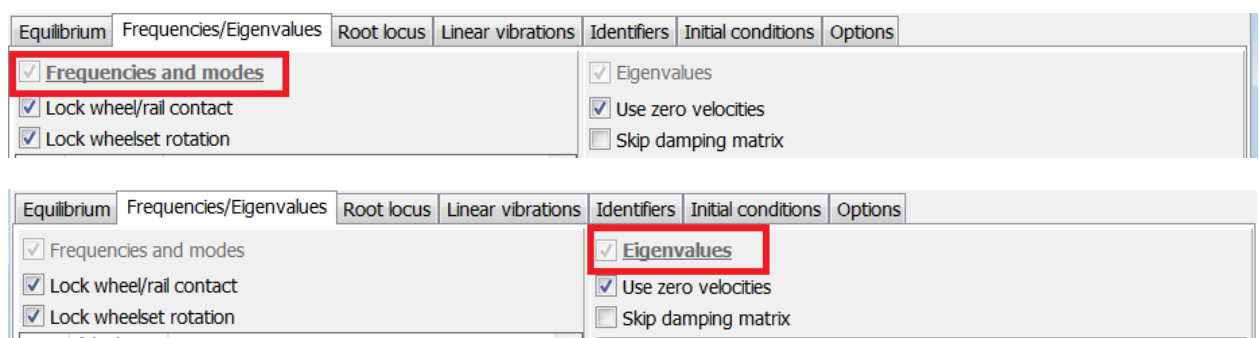 Equilibrium Frequencies/Eigenvalues Root locus Linear vibrations Identifiers Initial conditions Options
Frequencies and modes Eigenvalues
Lock wheel/rail contact Use zero velocities
Lock wheelset rotation Skip damping matrix
Equilibrium Frequencies/Eigenvalues Root locus Linear vibrations Identifiers Initial conditions Options
Frequencies and modes Eigenvalues
Lock wheel/rail contact Use zero velocities
Lock wheelset rotation Skip damping matrix